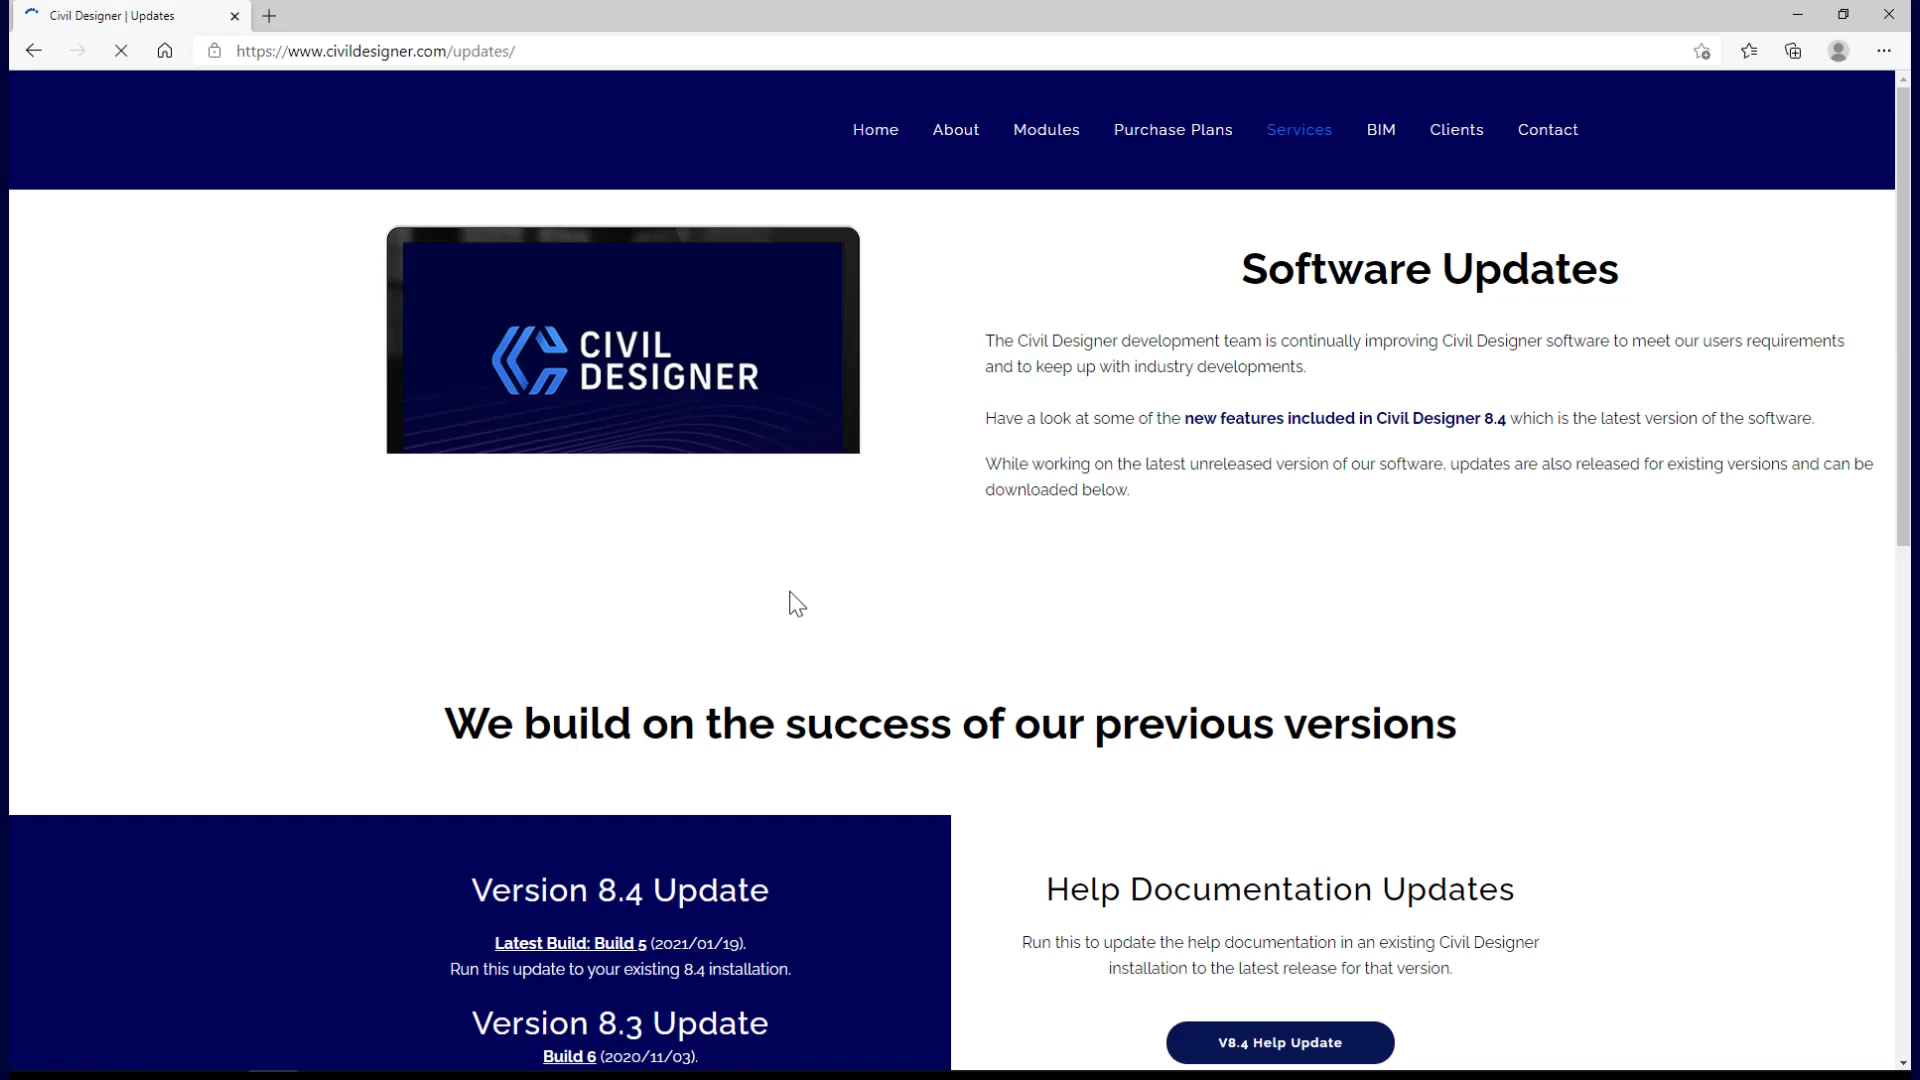 Civil Designer | Updates
https://www.civildesigner.com/updates/
Home About Modules Purchase Plans Services BIM Clients Contact
CIVIL
DESIGNER
Software Updates
The Civil Designer development team is continually improving Civil Designer software to meet our users requirements
and to keep up with industry developments.
Have a look at some of the new features included in Civil Designer 8.4 which is the latest version of the software.
While working on the latest unreleased version of our software, updates are also released for existing versions and can be
downloaded below.
We build on the success of our previous versions
Version 8.4 Update
Latest Build: Build 5 (2021/01/19).
Run this update to your existing 8.4 installation.
Version 8.3 Update
Build 6 (2020/11/03).
Help Documentation Updates
Run this to update the help documentation in an existing Civil Designer
installation to the latest release for that version.
V8.4 Help Update